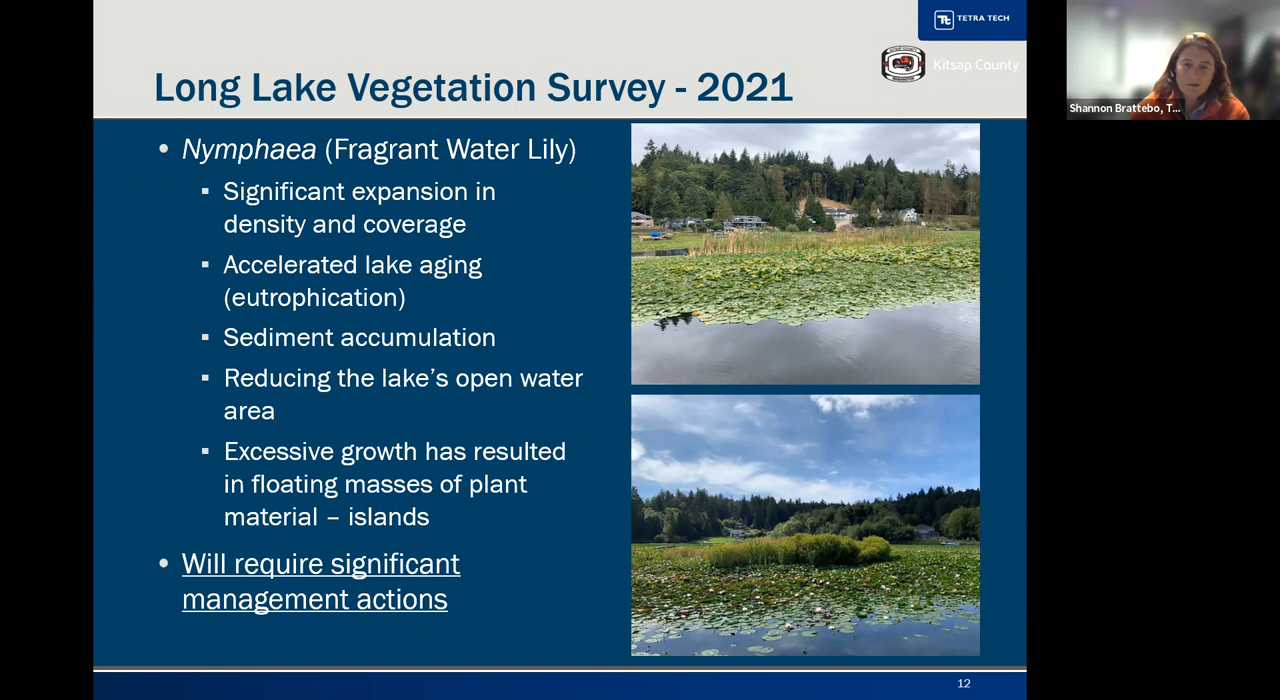 TETRA TECH
Kitsap County
Long Lake Vegetation Survey - 2021
• Nymphaea (Fragrant Water Lily)
▪ Significant expansion in
density and coverage
▪ Accelerated lake aging
(eutrophication)
▪ Sediment accumulation
▪ Reducing the lake's open water
area
▪ Excessive growth has resulted
in floating masses of plant
material – islands
• Will require significant
management actions
12
Shannon Brattebo, T...